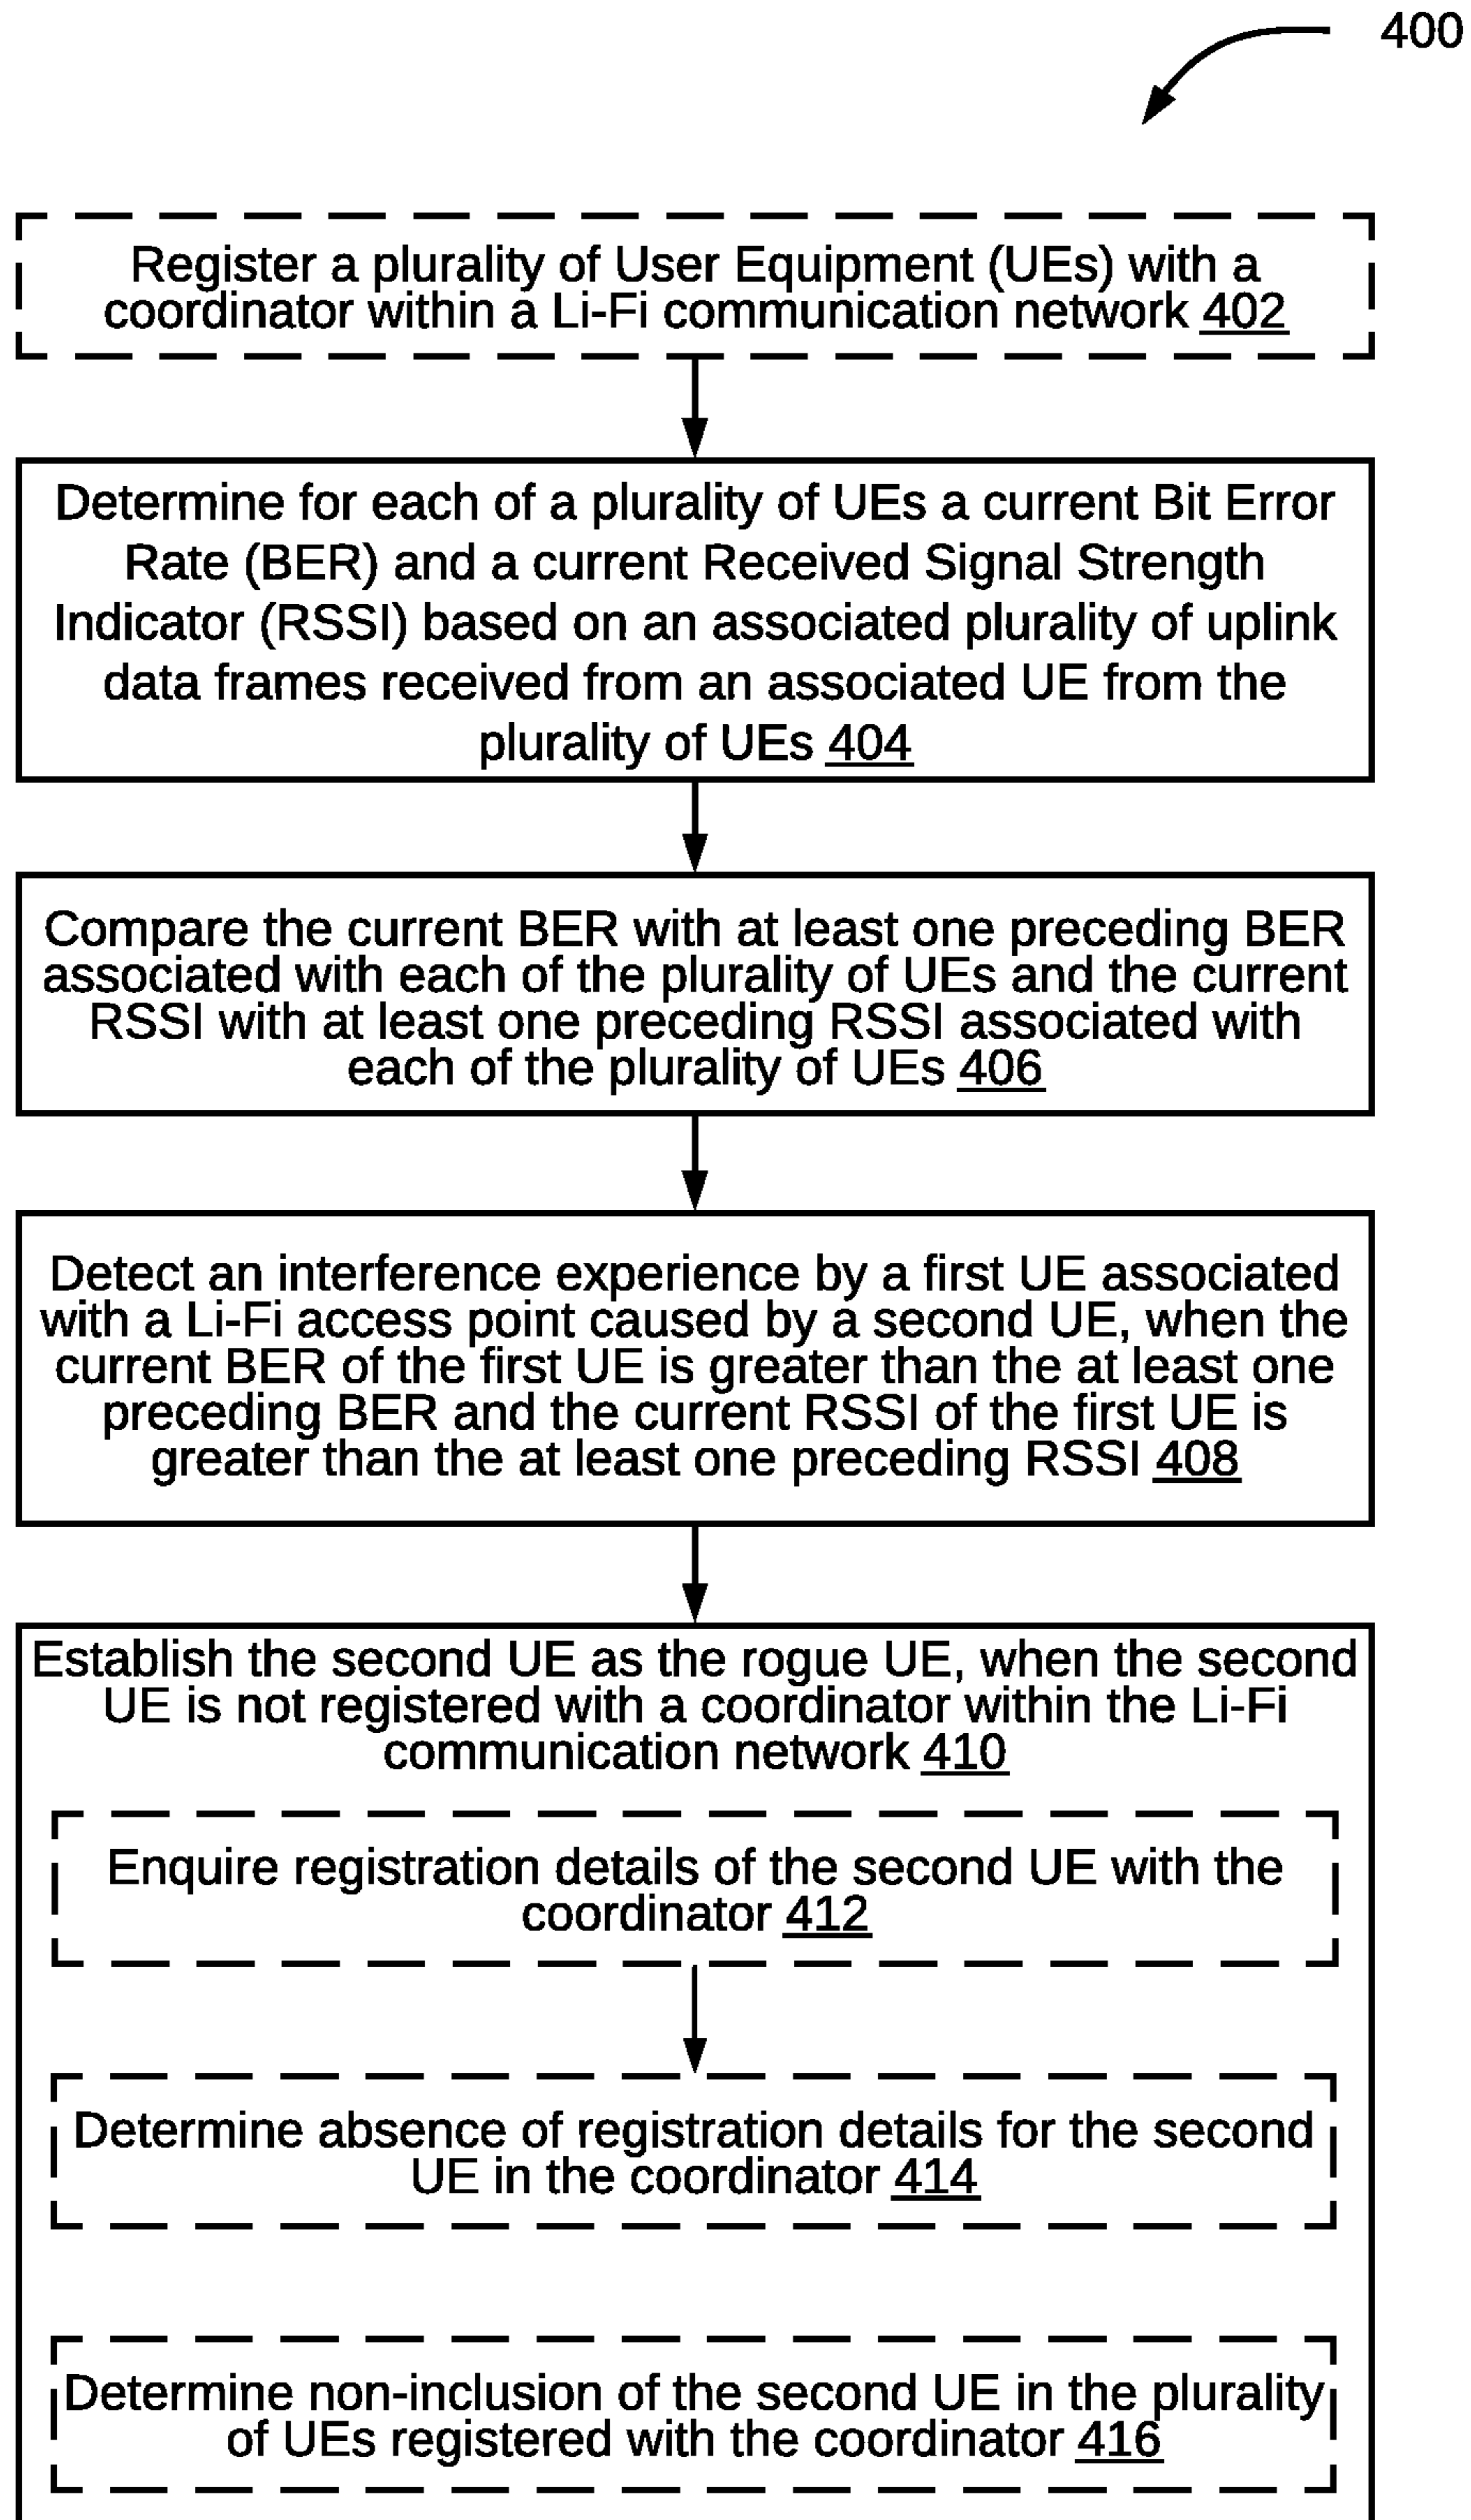 400
Register a plurality of User Equipment (UEs) with a
coordinator within a Li-Fi communication network 402
Determine for each of a plurality of UEs a current Bit Error
Rate (BER) and a current Received Signal Strength
Indicator (RSSI) based on an associated plurality of uplink
data frames received from an associated UE from the
plurality of UEs 404
Compare the current BER with at least one preceding BER
associated with each of the plurality of UEs and the current
RSSI with at least one preceding RSSI associated with
each of the plurality of UEs 406
Detect an interference experience by a first UE associated
with a Li-Fi access point caused by a second UE, when the
current BER of the first UE is greater than the at least one
preceding BER and the current RSSI of the first UE is
greater than the at least one preceding RSSI 408
Establish the second UE as the rogue UE, when the second
UE is not registered with a coordinator within the Li-Fi
communication network 410
Enquire registration details of the second UE with the
coordinator 412
Determine absence of registration details for the second
UE in the coordinator 414
Determine non-inclusion of the second UE in the plurality
of UEs registered with the coordinator 416